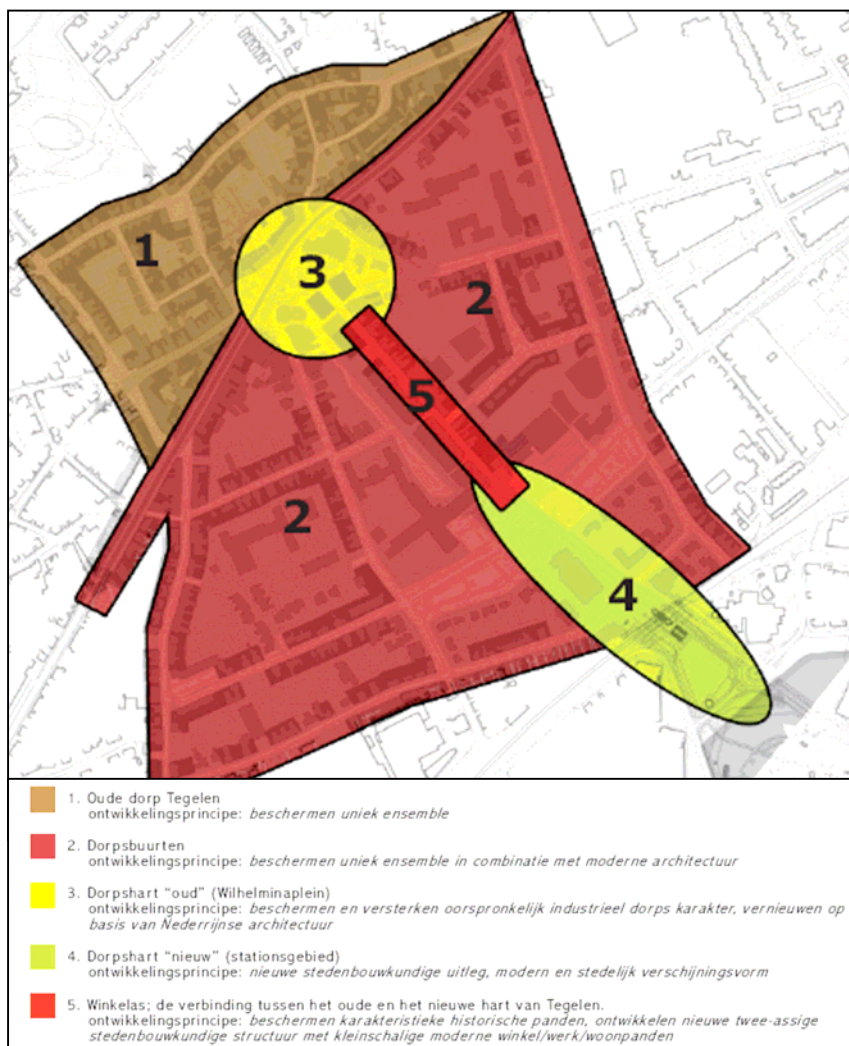 1
3
2
5
2
4
1. Oude dorp Tegelen
ontwikkelingsprincipe: beschermen uniek ensemble
2. Dorpsbuurten
ontwikkelingsprincipe: beschermen uniek ensemble in combinatie met moderne architectuur
3. Dorpshart "oud" (Wilhelminaplein)
ontwikkelingsprincipe: beschermen en versterken oorspronkelijk industrieel dorps karakter, vernieuwen op
basis van Nederrijnse architectuur
4. Dorpshart "nieuw" (stationsgebied)
ontwikkelingsprincipe: nieuwe stedenbouwkundige uitleg, modern en stedelijk verschijningsvorm
5. Winkelas; de verbinding tussen het oude en het nieuwe hart van Tegelen.
ontwikkelingsprincipe: beschermen karakteristieke historische panden, ontwikkelen nieuwe twee-assige
stedenbouwkundige structuur met kleinschalige moderne winkel/werk/woonpanden